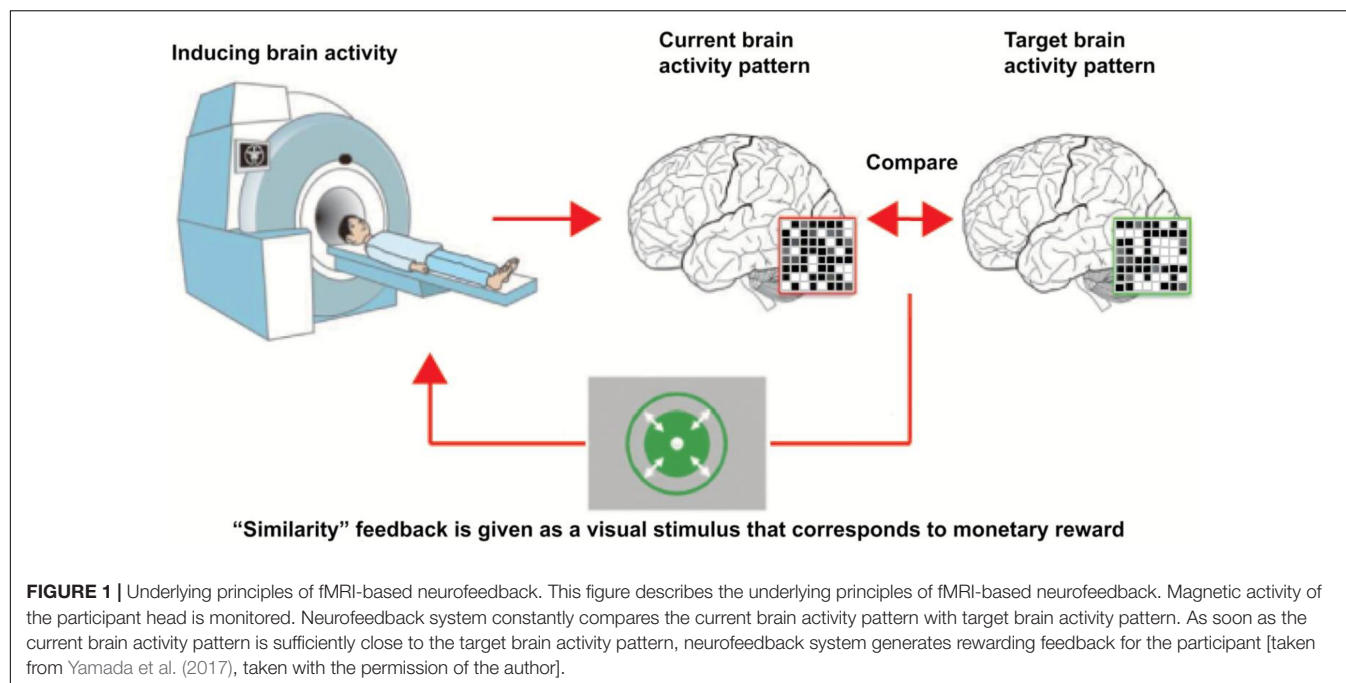 Inducing brain activity
Current brain
activity pattern
Target brain
activity pattern
Compare
“Similarity” feedback is given as a visual stimulus that corresponds to monetary reward
FIGURE 1 | Underlying principles of fMRI-based neurofeedback. This figure describes the underlying principles of fMRI-based neurofeedback. Magnetic activity of
the participant head is monitored. Neurofeedback system constantly compares the current brain activity pattern with target brain activity pattern. As soon as the
current brain activity pattern is sufficiently close to the target brain activity pattern, neurofeedback system generates rewarding feedback for the participant [taken
from Yamada et al. (2017), taken with the permission of the author].